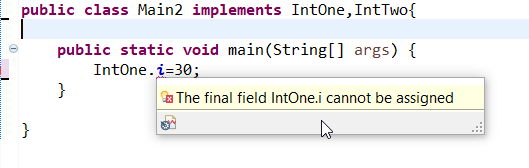 public class Main2 implements IntOne,IntTwo{
public static void main(String[] args) {
IntOne.i=30;
The final field IntOne.i cannot be assigned
}
}